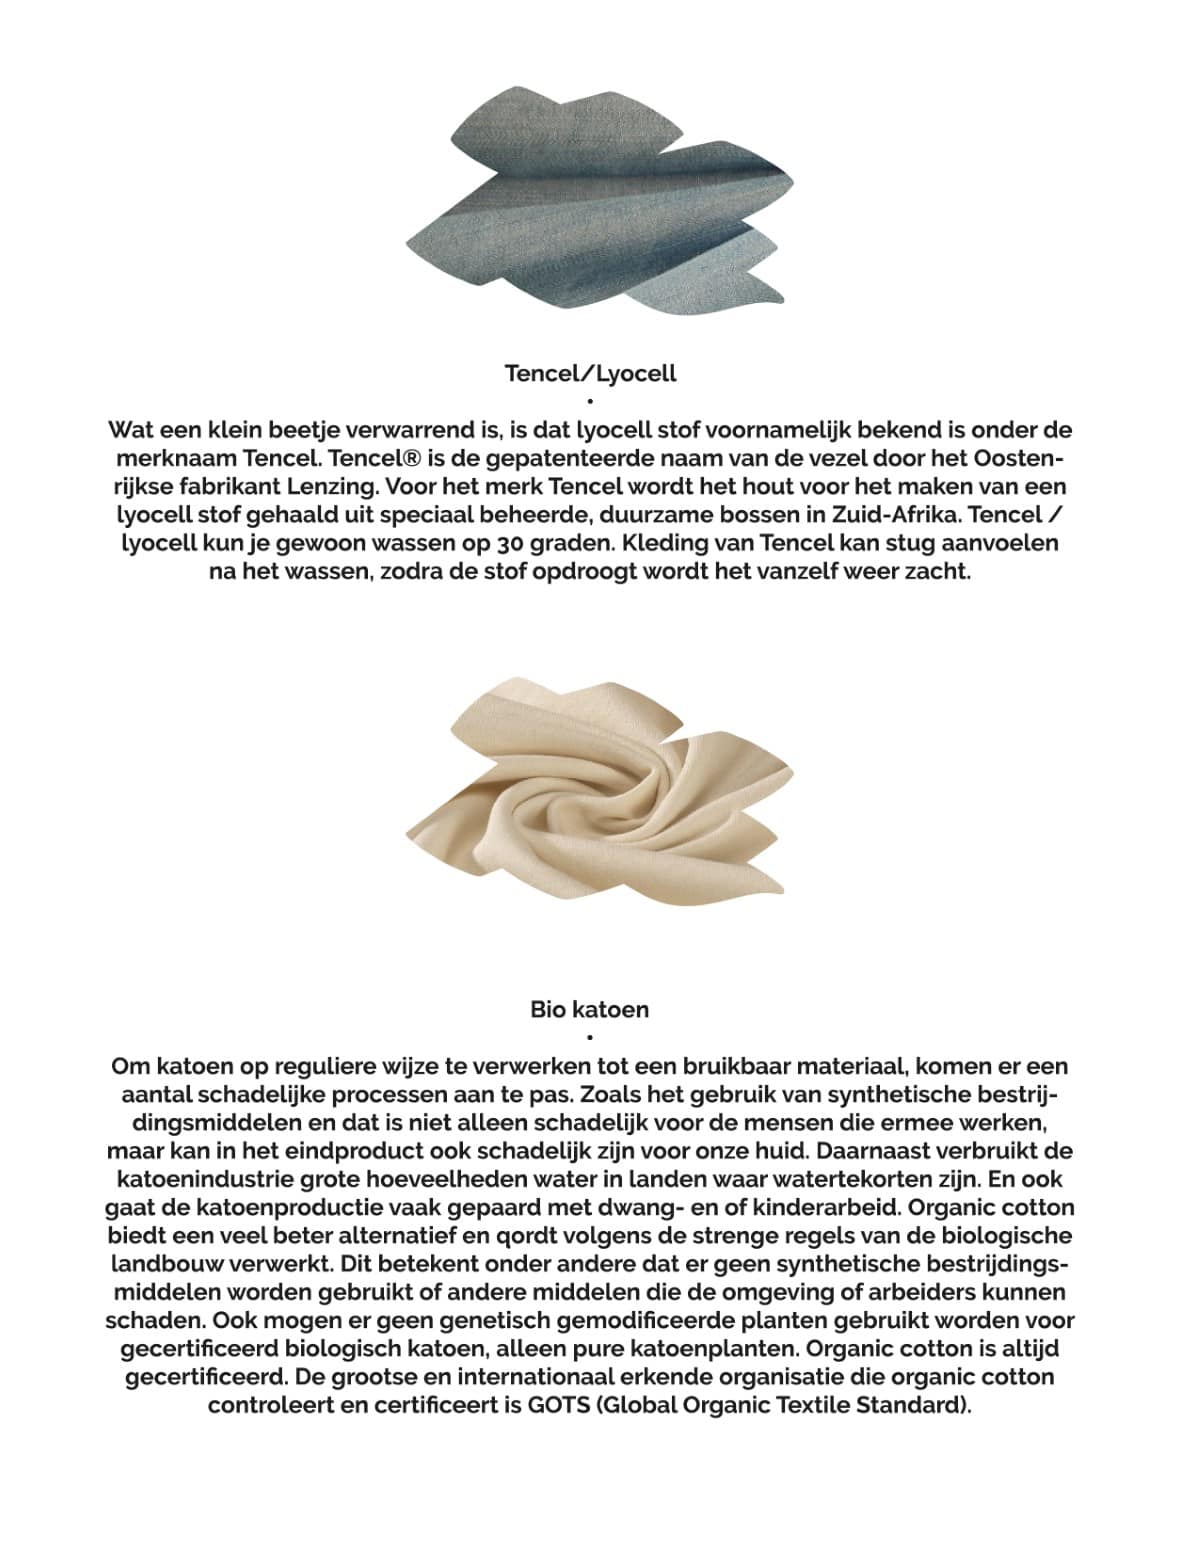 Tencel/Lyocell
•
Wat een klein beetje verwarrend is, is dat lyocell stof voornamelijk bekend is onder de
merknaam Tencel. Tencel® is de gepatenteerde naam van de vezel door het Oosten-
rijkse fabrikant Lenzing. Voor het merk Tencel wordt het hout voor het maken van een
lyocell stof gehaald uit speciaal beheerde, duurzame bossen in Zuid-Afrika. Tencel /
lyocell kun je gewoon wassen op 30 graden. Kleding van Tencel kan stug aanvoelen
na het wassen, zodra de stof opdroogt wordt het vanzelf weer zacht.
Bio katoen
•
Om katoen op reguliere wijze te verwerken tot een bruikbaar materiaal, komen er een
aantal schadelijke processen aan te pas. Zoals het gebruik van synthetische bestrij-
dingsmiddelen en dat is niet alleen schadelijk voor de mensen die ermee werken,
maar kan in het eindproduct ook schadelijk zijn voor onze huid. Daarnaast verbruikt de
katoenindustrie grote hoeveelheden water in landen waar watertekorten zijn. En ook
gaat de katoenproductie vaak gepaard met dwang- en of kinderarbeid. Organic cotton
biedt een veel beter alternatief en qordt volgens de strenge regels van de biologische
landbouw verwerkt. Dit betekent onder andere dat er geen synthetische bestrijdings-
middelen worden gebruikt of andere middelen die de omgeving of arbeiders kunnen
schaden. Ook mogen er geen genetisch gemodificeerde planten gebruikt worden voor
gecertificeerd biologisch katoen, alleen pure katoenplanten. Organic cotton is altijd
gecertificeerd. De grootse en internationaal erkende organisatie die organic cotton
controleert en certificeert is GOTS (Global Organic Textile Standard).